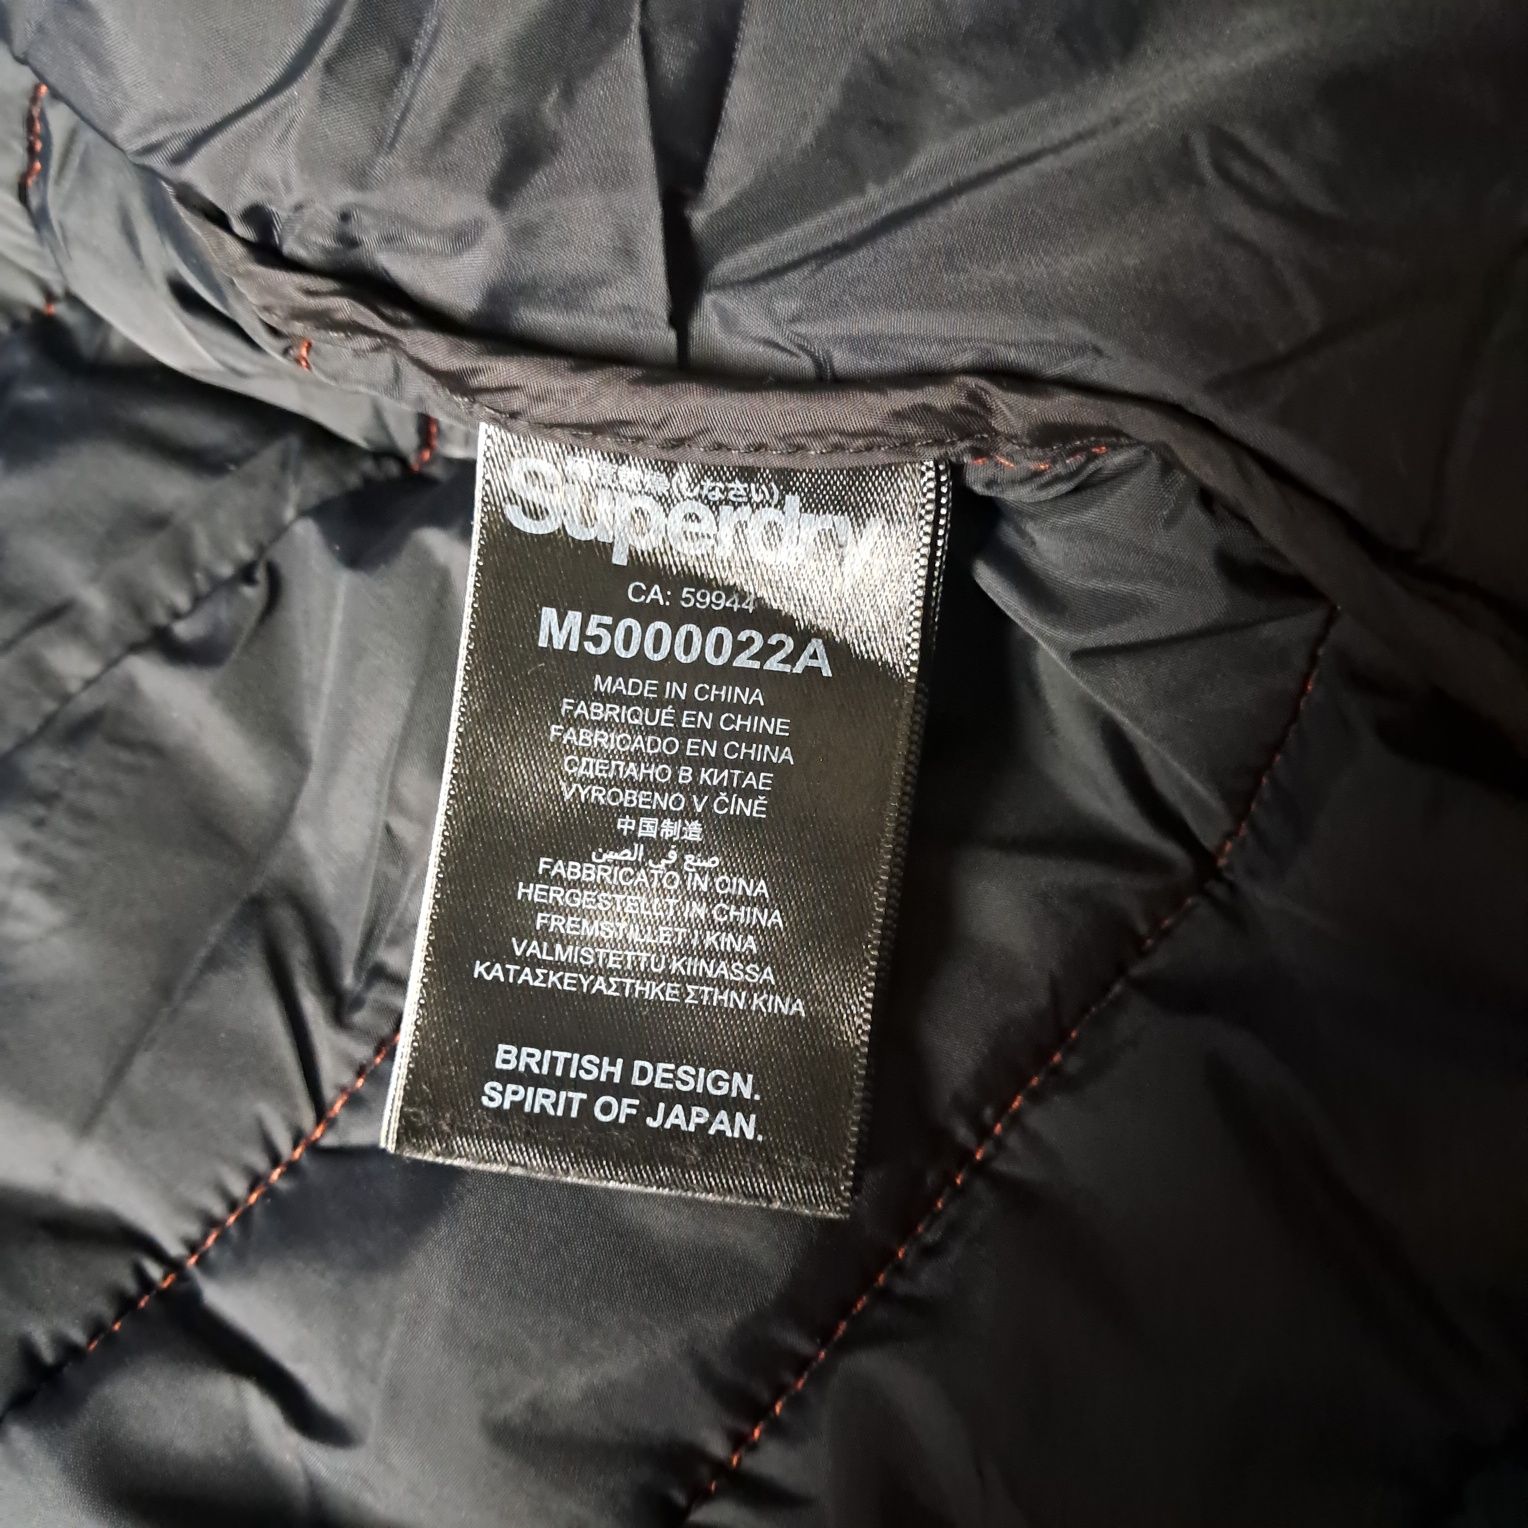 Superdry
CA: 59944
M5000022A
MADE IN CHINA
FABRIQUÉ EN CHINE
FABRICADO EN CHINA
СДЕЛАНО В КИТАЕ
VYROBENO V ČÍNĚ
中国制造
صنع في الصين
FABBRICATO IN CINA
HERGESTELLT IN CHINA
FREMSTILLET I KINA
VALMISTETTU KIINASSA
ΚΑΤΑΣΚΕΥΑΣΤΗΚΕ ΣΤΗΝ ΚΙΝΑ
BRITISH DESIGN.
SPIRIT OF JAPAN.